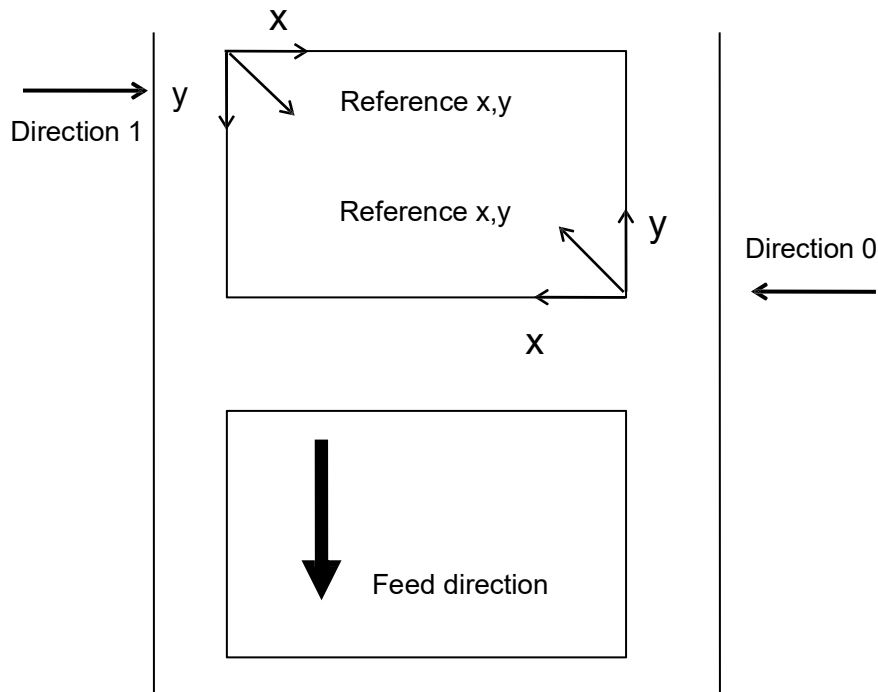 x
y
Direction 1
Reference x,y
Reference x,y
y
Direction 0
x
Feed direction